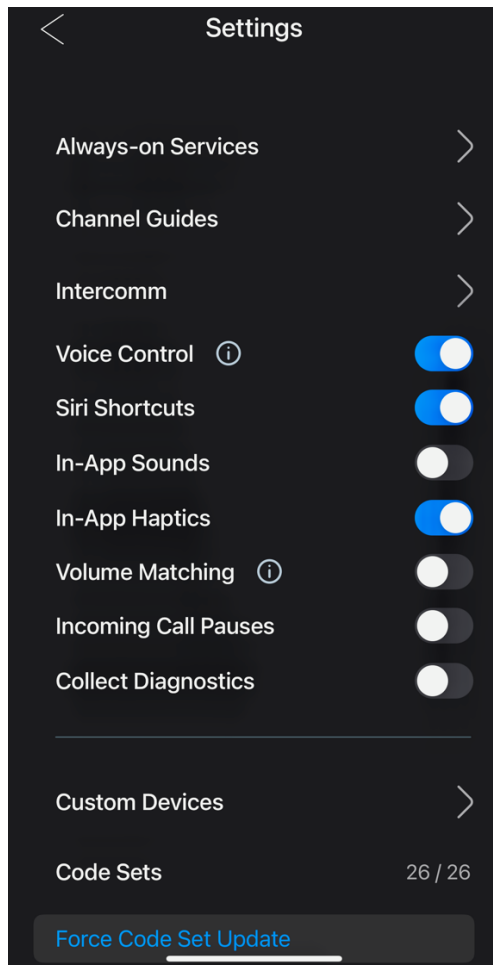 Settings
Always-on Services
Channel Guides
Intercomm
Voice Control
Siri Shortcuts
In-App Sounds
In-App Haptics
Volume Matching
Incoming Call Pauses
Collect Diagnostics
Custom Devices
Code Sets 26 / 26
Force Code Set Update